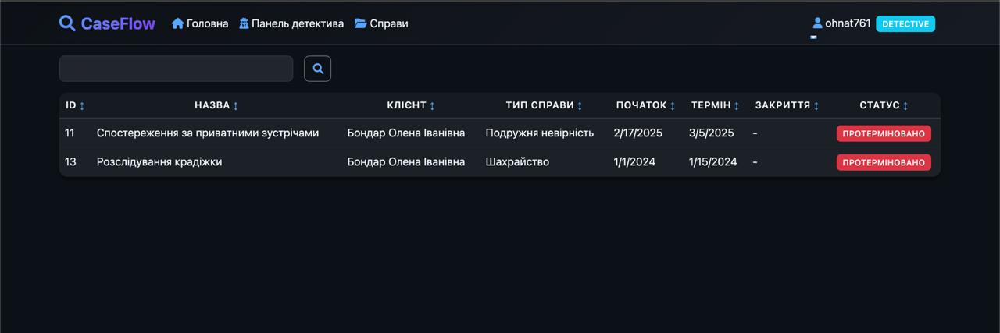 CaseFlow Головна Панель детектива Справи ohnat761 DETECTIVE
ID НАЗВА КЛІЄНТ ТИП СПРАВИ ПОЧАТОК ТЕРМІН ЗАКРИТТЯ СТАТУС
11 Спостереження за приватними зустрічами Бондар Олена Іванівна Подружня невірність 2/17/2025 3/5/2025 - ПРОТЕРМІНОВАНО
13 Розслідування крадіжки Бондар Олена Іванівна Шахрайство 1/1/2024 1/15/2024 - ПРОТЕРМІНОВАНО